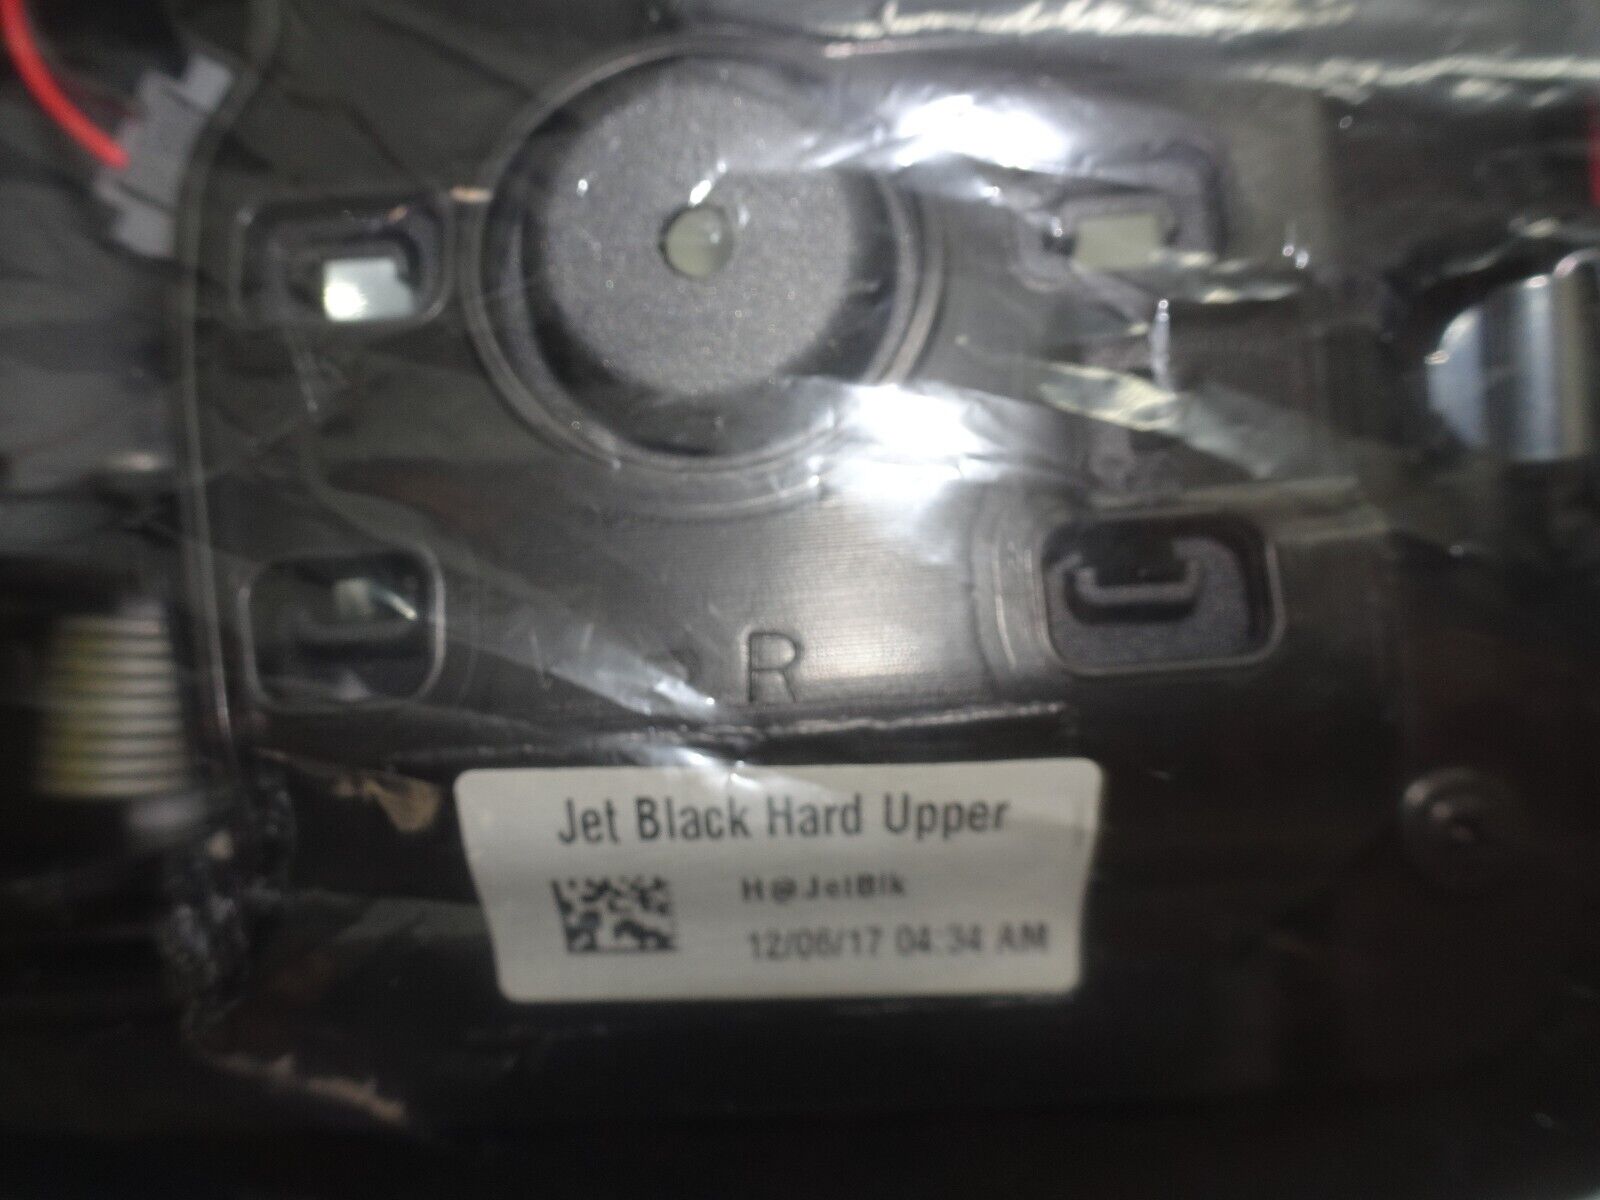 R
Jet Black Hard Upper
H@JetBlk
12/06/17 04:34 AM